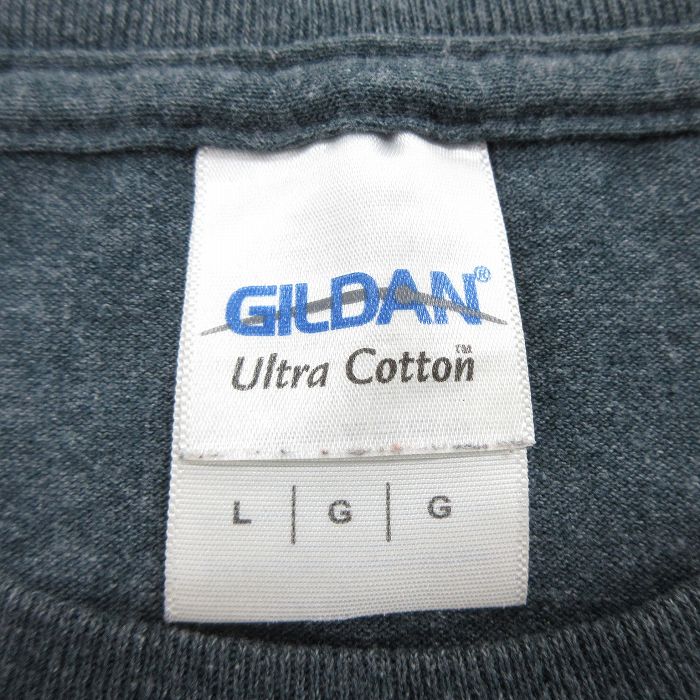 GILDAN®
Ultra Cotton™
L | G | G